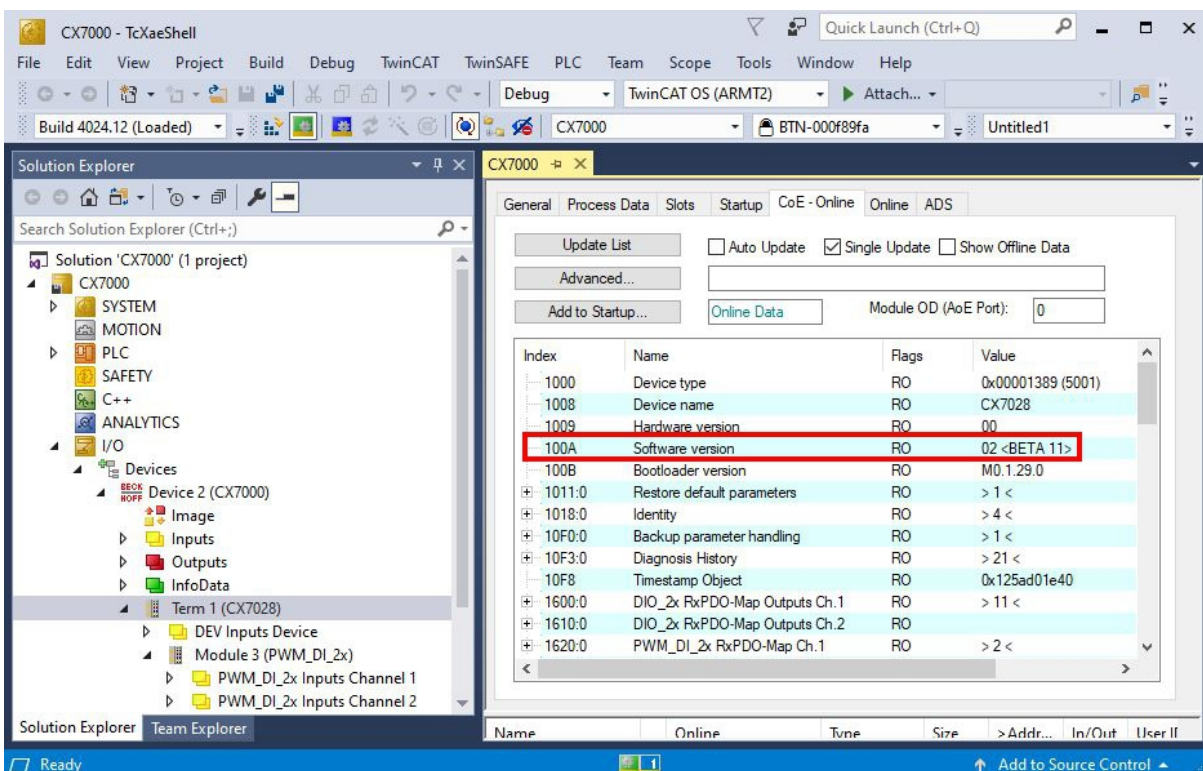 CX7000 - TcXaeShell
Quick Launch (Ctrl+Q)
File Edit View Project Build Debug TwinCAT TwinSAFE PLC Team Scope Tools Window Help
Debug TwinCAT OS (ARMT2) Attach...
Build 4024.12 (Loaded) CX7000 BTN-000f89fa Untitled1
Solution Explorer
Search Solution Explorer (Ctrl+;)
Solution 'CX7000' (1 project)
CX7000
SYSTEM
MOTION
PLC
SAFETY
C++
ANALYTICS
I/O
Devices
BECK HOFF Device 2 (CX7000)
Image
Inputs
Outputs
InfoData
Term 1 (CX7028)
DEV Inputs Device
Module 3 (PWM_DI_2x)
PWM_DI_2x Inputs Channel 1
PWM_DI_2x Inputs Channel 2
Solution Explorer Team Explorer
CX7000
General Process Data Slots Startup CoE - Online Online ADS
Update List Auto Update Single Update Show Offline Data
Advanced...
Add to Startup... Online Data Module OD (AoE Port): 0
Index Name Flags Value
1000 Device type RO 0x00001389 (5001)
1008 Device name RO CX7028
1009 Hardware version RO 00
100A Software version RO 02 <BETA 11>
100B Bootloader version RO M0.1.29.0
1011:0 Restore default parameters RO > 1 <
1018:0 Identity RO > 4 <
10F0:0 Backup parameter handling RO > 1 <
10F3:0 Diagnosis History RO > 21 <
10F8 Timestamp Object RO 0x125ad01e40
1600:0 DIO_2x RxPDO-Map Outputs Ch.1 RO > 11 <
1610:0 DIO_2x RxPDO-Map Outputs Ch.2 RO
1620:0 PWM_DI_2x RxPDO-Map Ch.1 RO > 2 <
Name Online Type Size >Addr... In/Out User II
Ready 1 Add to Source Control